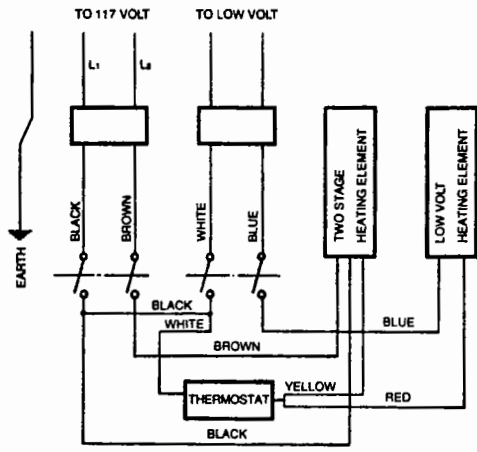 TO 117 VOLT
TO LOW VOLT
L1
L2
BLACK
BROWN
WHITE
BLUE
TWO STAGE
HEATING ELEMENT
LOW VOLT
HEATING ELEMENT
EARTH
BLACK
WHITE
BLUE
BROWN
YELLOW
THERMOSTAT
RED
BLACK